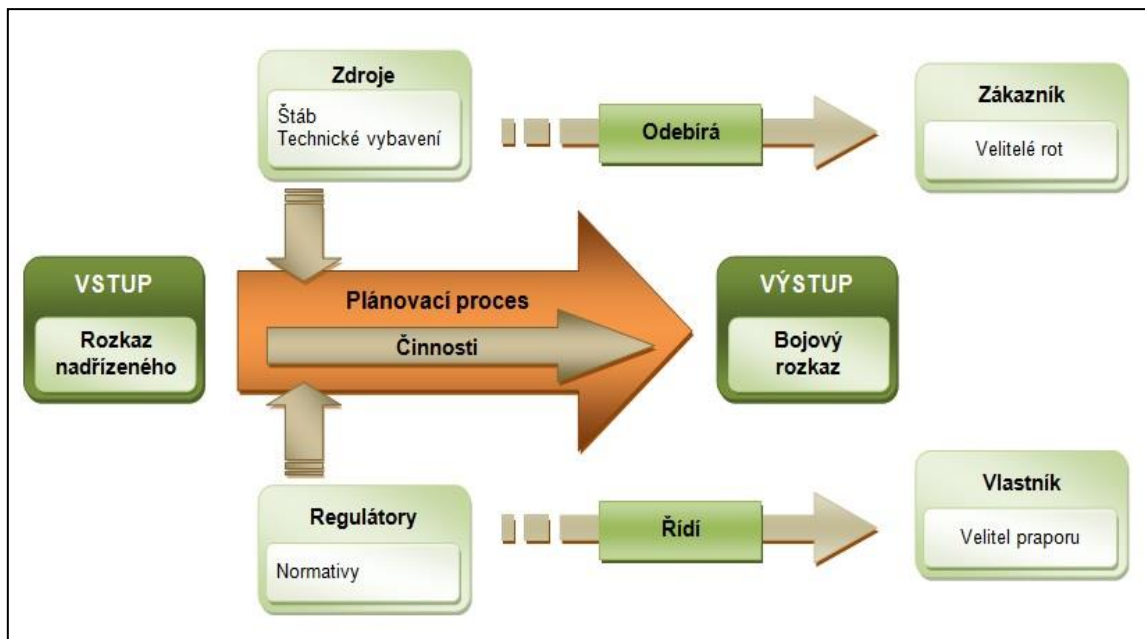 Zdroje
Štáb
Technické vybavení
Odebírá
Zákazník
Velitelé rot
VSTUP
Rozkaz
nadřízeného
Plánovací proces
Činnosti
VÝSTUP
Bojový
rozkaz
Regulátory
Normativy
Řídí
Vlastník
Velitel praporu